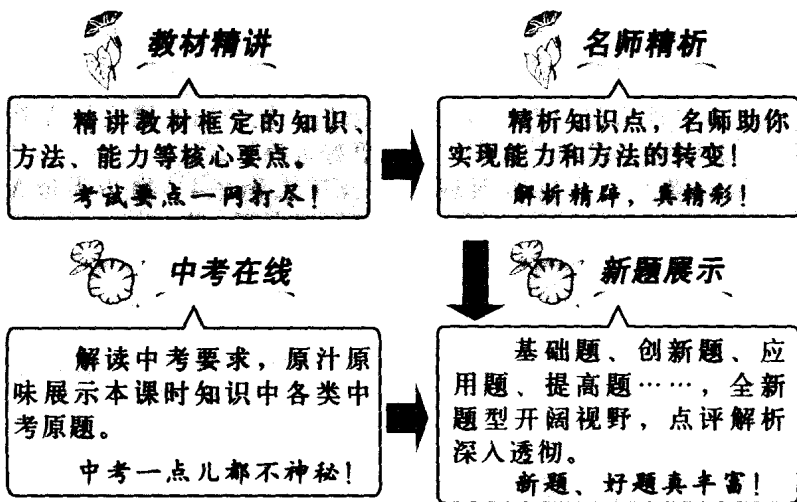 教材精讲
精讲教材框定的知识、
方法、能力等核心要点。
考试要点一网打尽!
名师精析
精析知识点，名师助你
实现能力和方法的转变!
解析精辟，真精彩!
中考在线
解读中考要求，原汁原
味展示本课时知识中各类中
考原题。
中考一点儿都不神秘!
新题展示
基础题、创新题、应
用题、提高题……，全新
题型开阔视野，点评解析
深入透彻。
新题、好题真丰富!